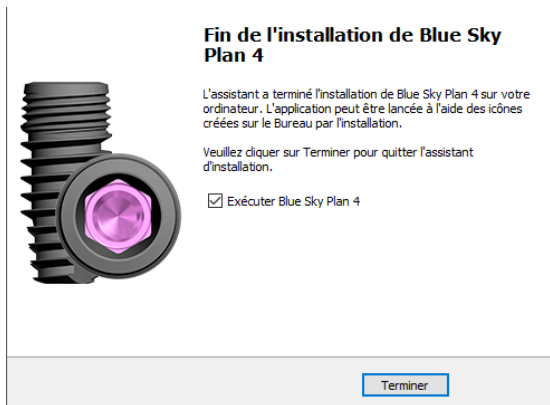 Fin de l'installation de Blue Sky
Plan 4
L'assistant a terminé l'installation de Blue Sky Plan 4 sur votre
ordinateur. L'application peut être lancée à l'aide des icônes
créées sur le Bureau par l'installation.
Veuillez cliquer sur Terminer pour quitter l'assistant
d'installation.
Exécuter Blue Sky Plan 4
Terminer